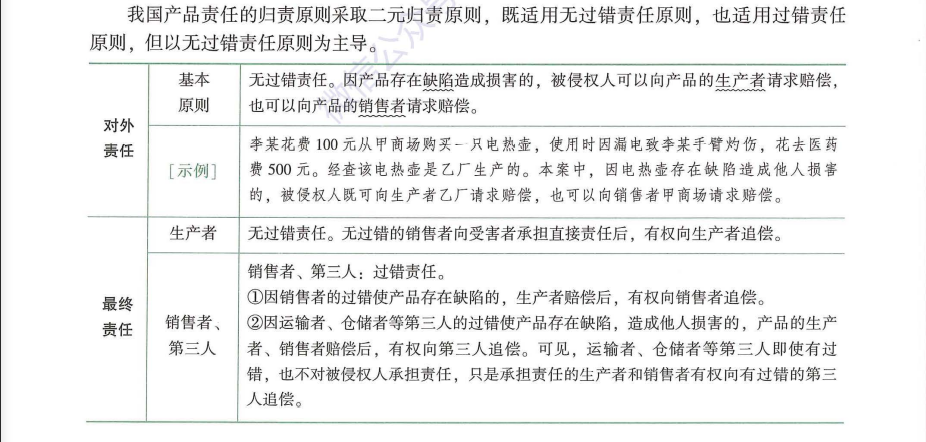 我国产品责任的归责原则采取二元归责原则，既适用无过错责任原则，也适用过错责任
原则，但以无过错责任原则为主导。
对外
责任
基本
原则
无过错责任。因产品存在缺陷造成损害的，被侵权人可以向产品的生产者请求赔偿，
也可以向产品的销售者请求赔偿。
［示例］
李某花费 100 元从甲商场购买一只电热壶，使用时因漏电致李某手臂灼伤，花去医药
费 500 元。经查该电热壶是乙厂生产的。本案中，因电热壶存在缺陷造成他人损害
的，被侵权人既可向生产者乙厂请求赔偿，也可以向销售者甲商场请求赔偿。
最终
责任
生产者
无过错责任。无过错的销售者向受害者承担直接责任后，有权向生产者追偿。
销售者、
第三人
销售者、第三人：过错责任。
①因销售者的过错使产品存在缺陷的，生产者赔偿后，有权向销售者追偿。
②因运输者、仓储者等第三人的过错使产品存在缺陷，造成他人损害的，产品的生产
者、销售者赔偿后，有权向第三人追偿。可见，运输者、仓储者等第三人即使有过
错，也不对被侵权人承担责任，只是承担责任的生产者和销售者有权向有过错的第三
人追偿。
微信公众号